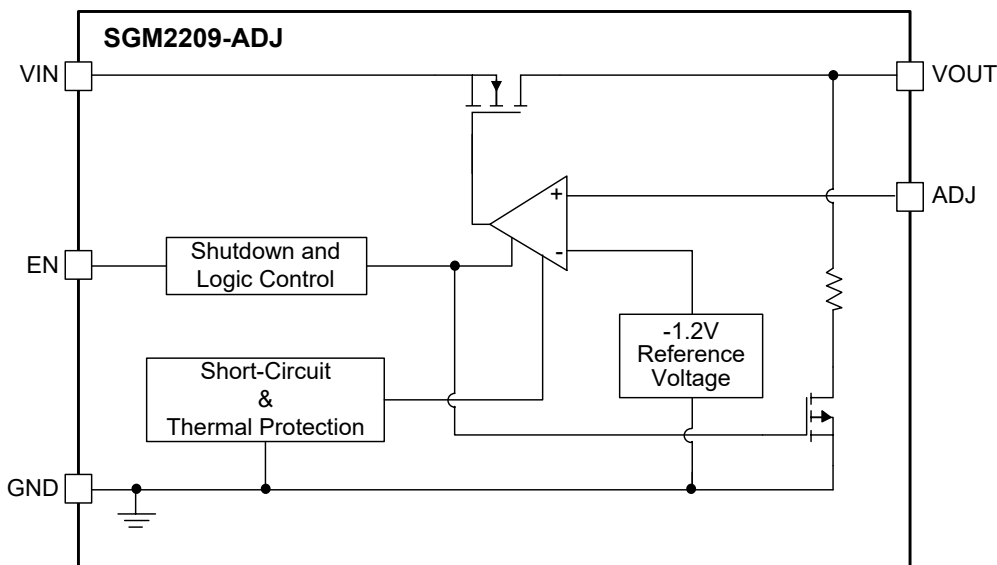 SGM2209-ADJ
VIN
VOUT
+
ADJ
-
EN
Shutdown and
Logic Control
-1.2V
Reference
Voltage
Short-Circuit
&
Thermal Protection
GND